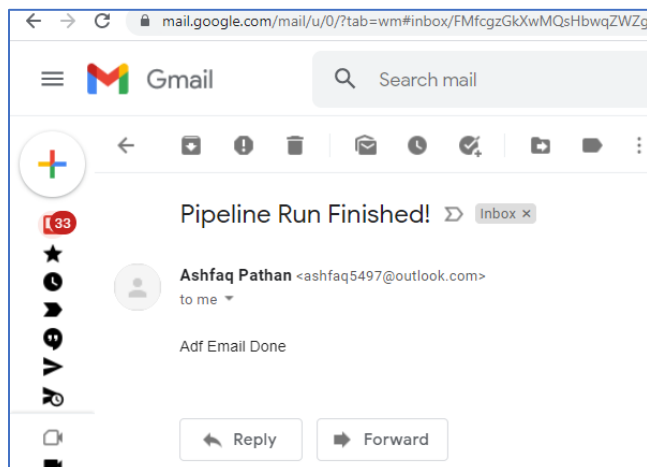 mail.google.com/mail/u/0/?tab=wm#inbox/FMfcgzGkXwMQsHbwqZWZg
Gmail
Search mail
Pipeline Run Finished! Inbox ×
33
Ashfaq Pathan <ashfaq5497@outlook.com>
to me
Adf Email Done
Reply Forward